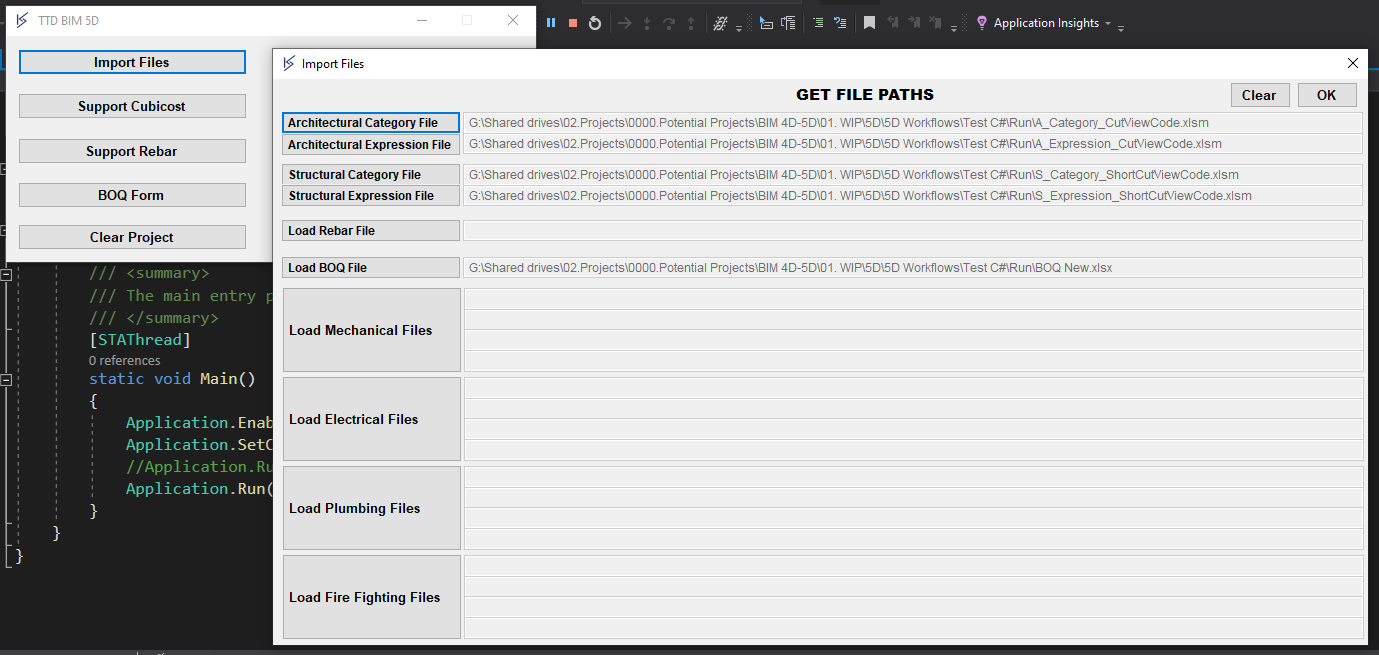 TTD BIM 5D
Application Insights
Import Files
Support Cubicost
Support Rebar
BOQ Form
Clear Project
Import Files
GET FILE PATHS
Clear
OK
Architectural Category File
G:\Shared drives\02.Projects\0000.Potential Projects\BIM 4D-5D\01. WIP\5D\5D Workflows\Test C#\Run\A_Category_CutViewCode.xlsm
Architectural Expression File
G:\Shared drives\02.Projects\0000.Potential Projects\BIM 4D-5D\01. WIP\5D\5D Workflows\Test C#\Run\A_Expression_CutViewCode.xlsm
Structural Category File
G:\Shared drives\02.Projects\0000.Potential Projects\BIM 4D-5D\01. WIP\5D\5D Workflows\Test C#\Run\S_Category_ShortCutViewCode.xlsm
Structural Expression File
G:\Shared drives\02.Projects\0000.Potential Projects\BIM 4D-5D\01. WIP\5D\5D Workflows\Test C#\Run\S_Expression_ShortCutViewCode.xlsm
Load Rebar File
Load BOQ File
G:\Shared drives\02.Projects\0000.Potential Projects\BIM 4D-5D\01. WIP\5D\5D Workflows\Test C#\Run\BOQ New.xlsx
Load Mechanical Files
Load Electrical Files
Load Plumbing Files
Load Fire Fighting Files
/// <summary>
/// The main entry p
/// </summary>
[STAThread]
0 references
static void Main()
{
Application.Enab
Application.SetC
//Application.Ru
Application.Run(
}
}
}